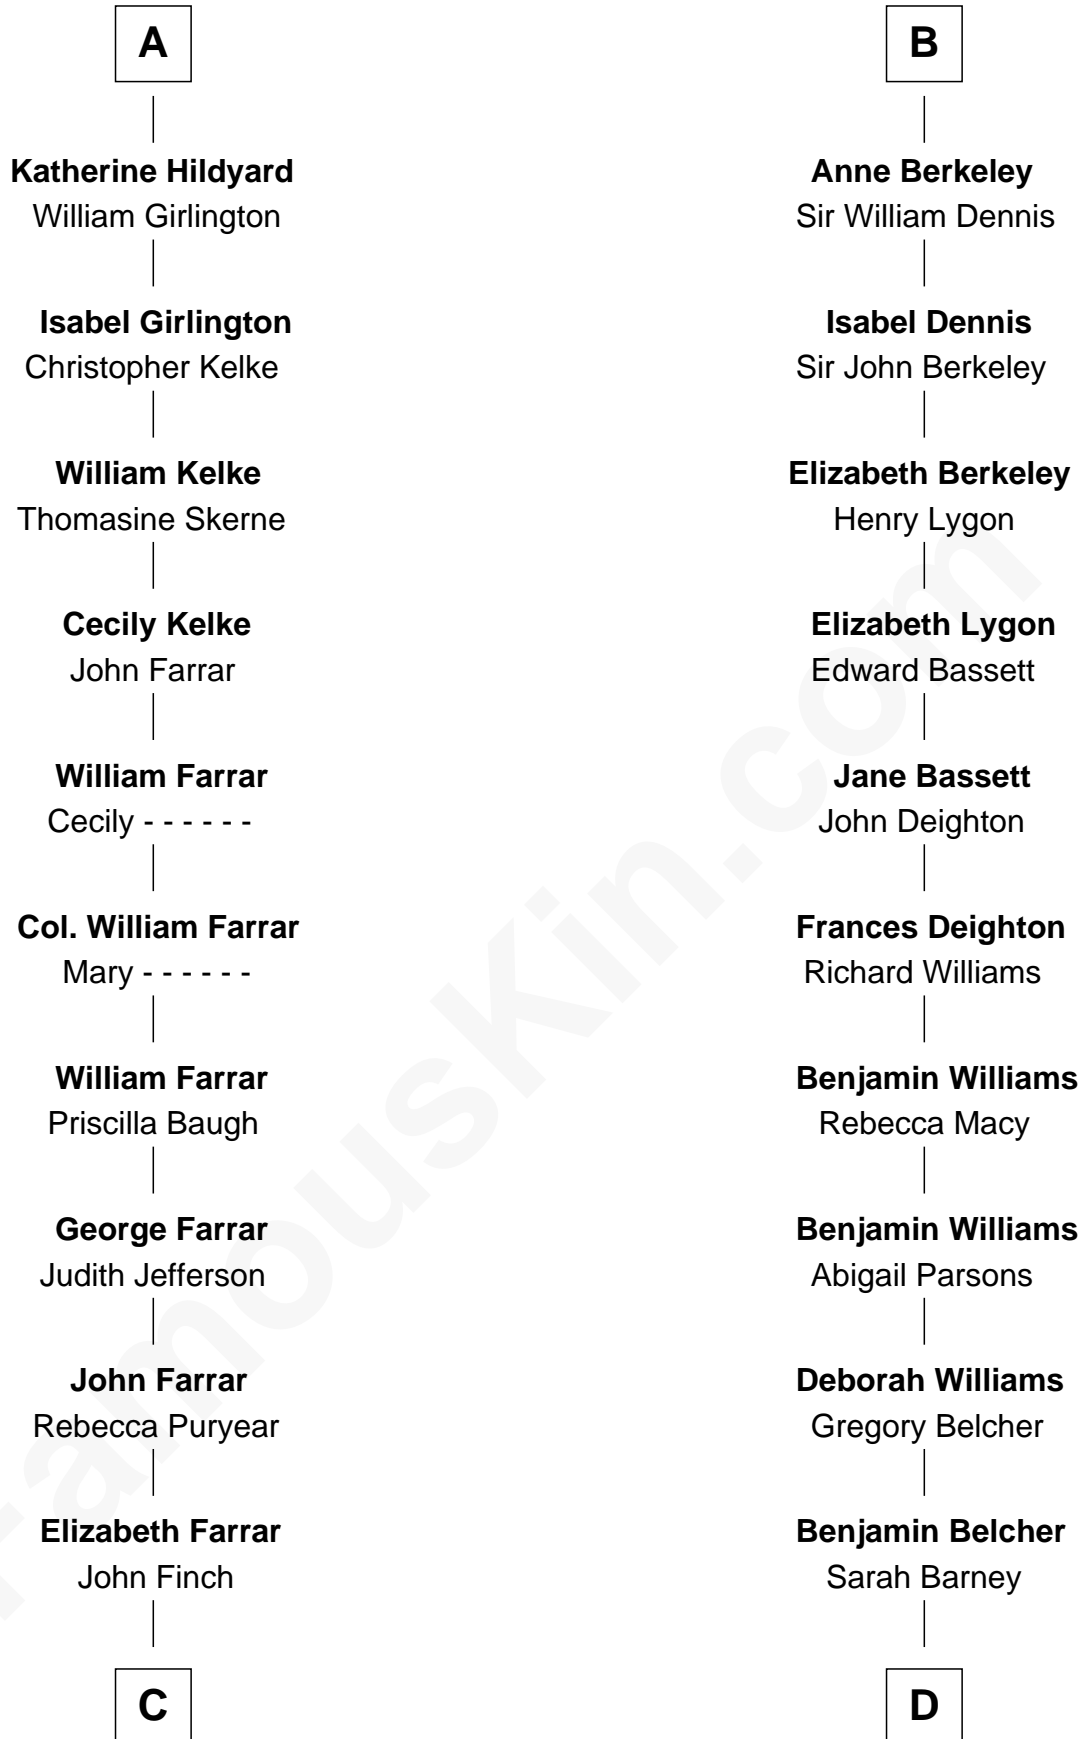 A
Katherine Hildyard
William Girlington
Isabel Girlington
Christopher Kelke
William Kelke
Thomasine Skerne
Cecily Kelke
John Farrar
William Farrar
Cecily - - - - - -
Col. William Farrar
Mary - - - - - -
William Farrar
Priscilla Baugh
George Farrar
Judith Jefferson
John Farrar
Rebecca Puryear
Elizabeth Farrar
John Finch
C
B
Anne Berkeley
Sir William Dennis
Isabel Dennis
Sir John Berkeley
Elizabeth Berkeley
Henry Lygon
Elizabeth Lygon
Edward Bassett
Jane Bassett
John Deighton
Frances Deighton
Richard Williams
Benjamin Williams
Rebecca Macy
Benjamin Williams
Abigail Parsons
Deborah Williams
Gregory Belcher
Benjamin Belcher
Sarah Barney
D
FamousKin.com